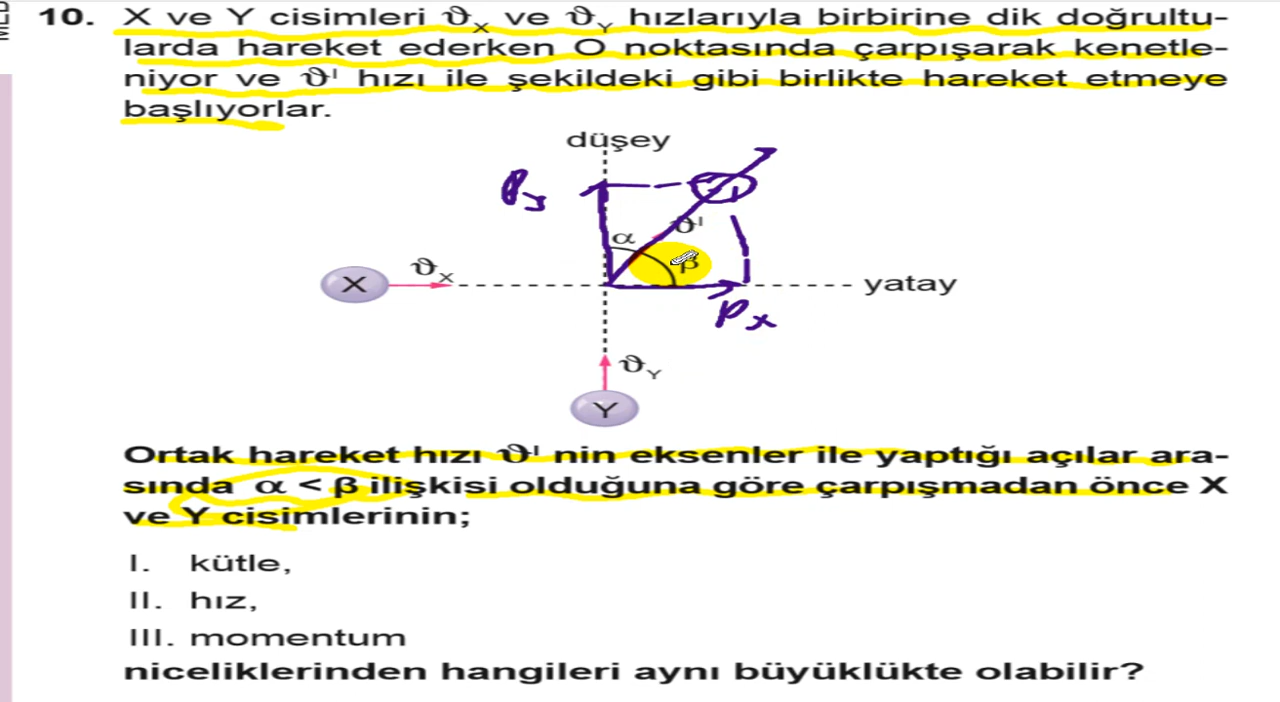 10. X ve Y cisimleri ϑX ve ϑY hızlarıyla birbirine dik doğrultu-
larda hareket ederken O noktasında çarpışarak kenetle-
niyor ve ϑ' hızı ile şekildeki gibi birlikte hareket etmeye
başlıyorlar.
düşey
Py
ϑ'
α
β
X
ϑX
yatay
Px
ϑY
Y
Ortak hareket hızı ϑ' nin eksenler ile yaptığı açılar ara-
sında α < β ilişkisi olduğuna göre çarpışmadan önce X
ve Y cisimlerinin;
I. kütle,
II. hız,
III. momentum
niceliklerinden hangileri aynı büyüklükte olabilir?